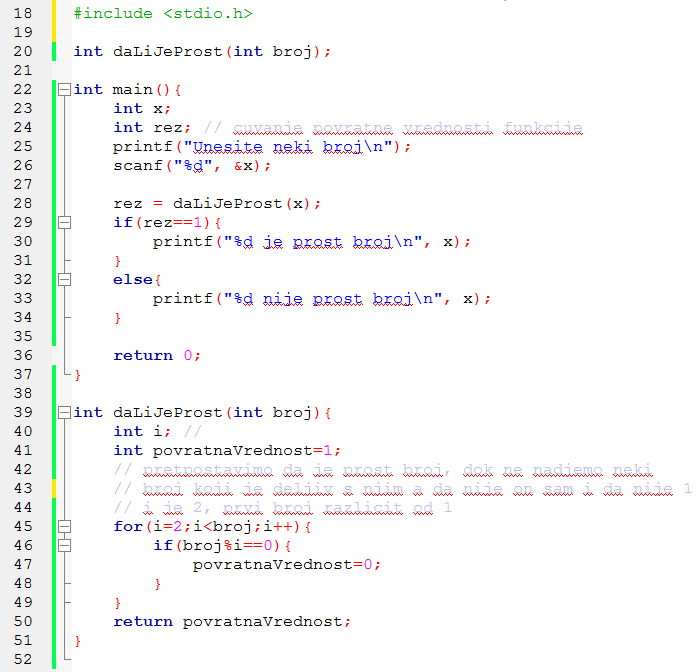 18 #include <stdio.h>
19
20 int daLiJeProst(int broj);
21
22 int main(){
23 int x;
24 int rez; // cuvanje povratne vrednosti funkcije
25 printf("Unesite neki broj\n");
26 scanf("%d", &x);
27
28 rez = daLiJeProst(x);
29 if(rez==1){
30 printf("%d je prost broj\n", x);
31 }
32 else{
33 printf("%d nije prost broj\n", x);
34 }
35
36 return 0;
37 }
38
39 int daLiJeProst(int broj){
40 int i; //
41 int povratnaVrednost=1;
42 // pretpostavimo da je prost broj, dok ne nadjemo neki
43 // broj koji je deljiv s njim a da nije on sam i da nije 1
44 // i je 2, prvi broj razlicit od 1
45 for(i=2;i<broj;i++){
46 if(broj%i==0){
47 povratnaVrednost=0;
48 }
49 }
50 return povratnaVrednost;
51 }
52